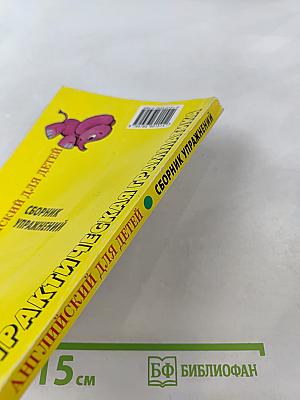 АНГЛИЙСКИЙ ДЛЯ ДЕТЕЙ
СБОРНИК
УПРАЖНЕНИЙ
ПРАКТИЧЕСКАЯ ГРАММАТИКА
АНГЛИЙСКИЙ ДЛЯ ДЕТЕЙ
СБОРНИК УПРАЖНЕНИЙ
15 СМ
БФ БИБЛИОФАН